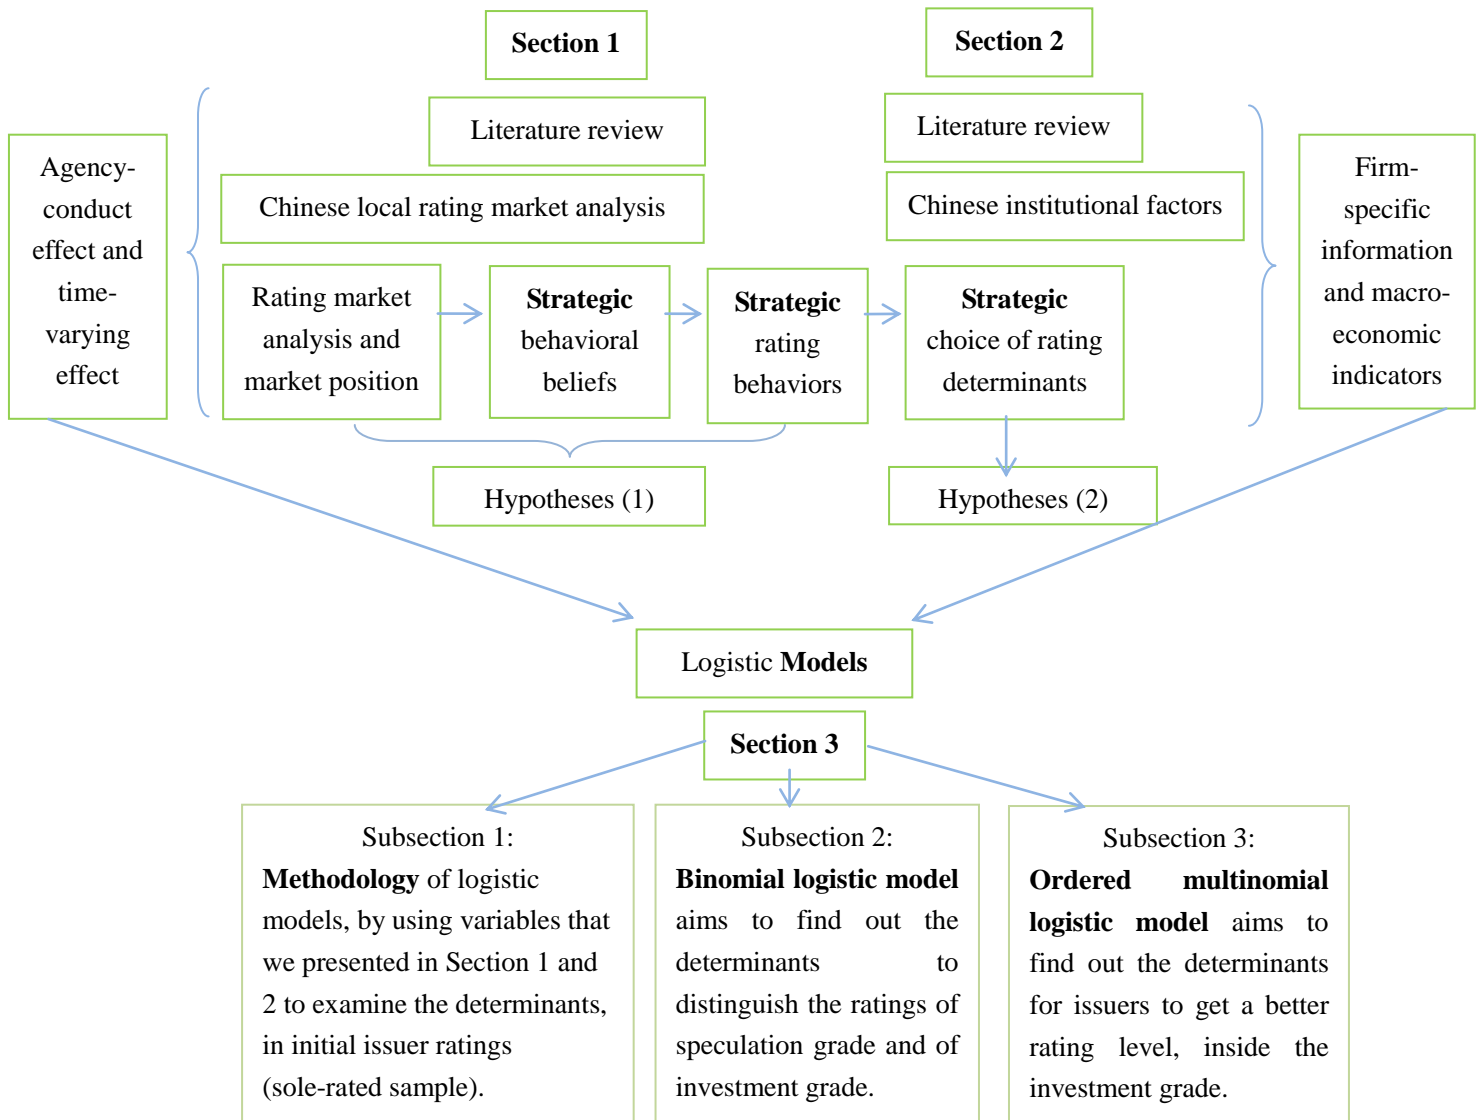 Section 1
Section 2
Literature review
Literature review
Agency-
conduct
effect and
time-
varying
effect
Chinese local rating market analysis
Chinese institutional factors
Firm-
specific
information
and macro-
economic
indicators
Rating market
analysis and
market position
Strategic
behavioral
beliefs
Strategic
rating
behaviors
Strategic
choice of rating
determinants
Hypotheses (1)
Hypotheses (2)
Logistic Models
Section 3
Subsection 1:
Methodology of logistic
models, by using variables that
we presented in Section 1 and
2 to examine the determinants,
in initial issuer ratings
(sole-rated sample).
Subsection 2:
Binomial logistic model
aims to find out the
determinants to
distinguish the ratings of
speculation grade and of
investment grade.
Subsection 3:
Ordered multinomial
logistic model aims to
find out the determinants
for issuers to get a better
rating level, inside the
investment grade.